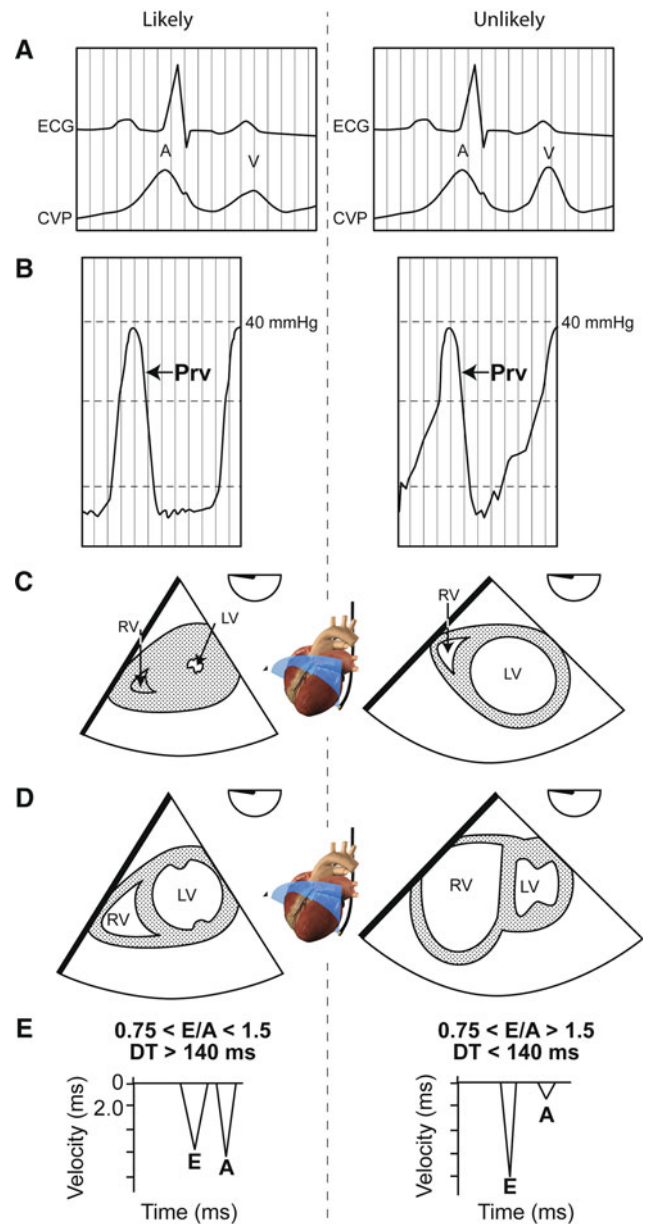 Likely
Unlikely
A
ECG
A
V
CVP
ECG
A
V
CVP
B
40 mmHg
Prv
40 mmHg
Prv
C
RV
LV
RV
LV
D
RV
LV
RV
LV
E
0.75 < E/A < 1.5
DT > 140 ms
0
2.0
E
A
Velocity (ms)
Time (ms)
0.75 < E/A > 1.5
DT < 140 ms
A
E
Velocity (ms)
Time (ms)